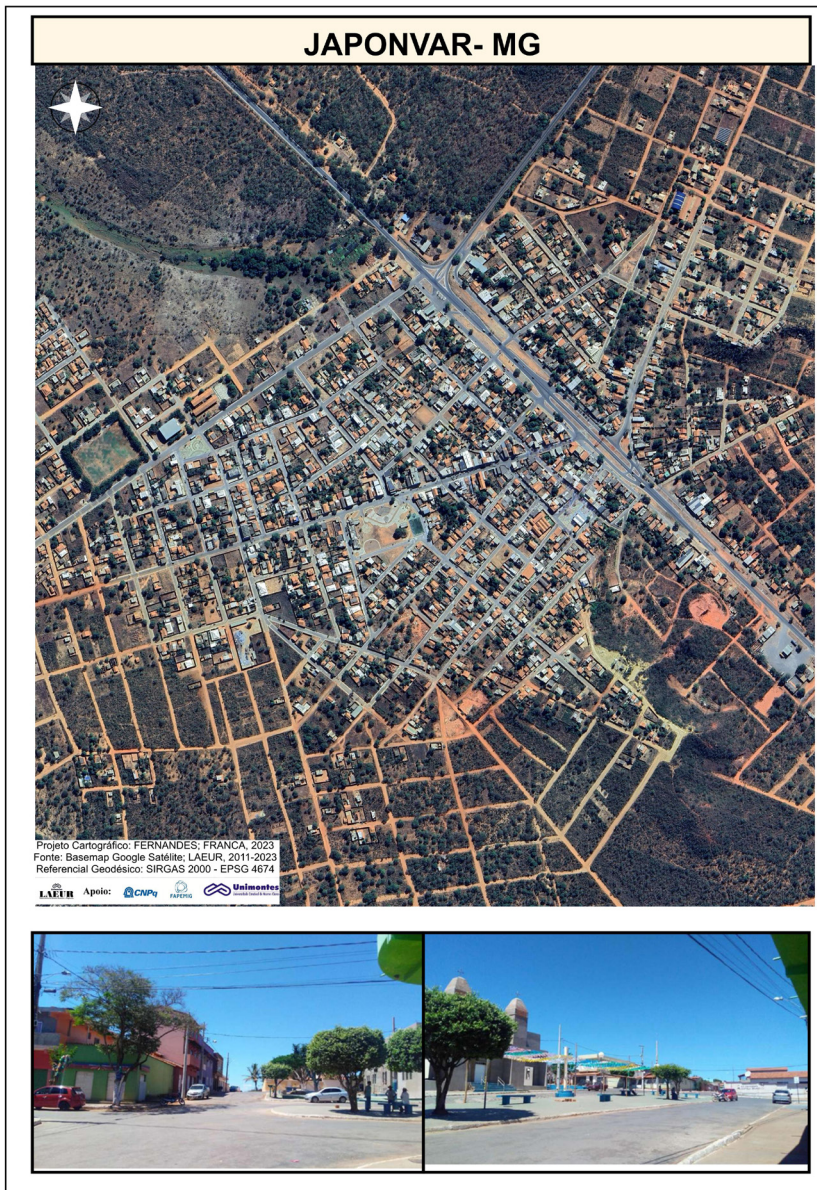 JAPONVAR- MG
Projeto Cartográfico: FERNANDES; FRANCA, 2023
Fonte: Basemap Google Satélite; LAEUR, 2011-2023
Referencial Geodésico: SIRGAS 2000 - EPSG 4674
LAEUR Apoio: CNPq FAPEMIG Unimontes